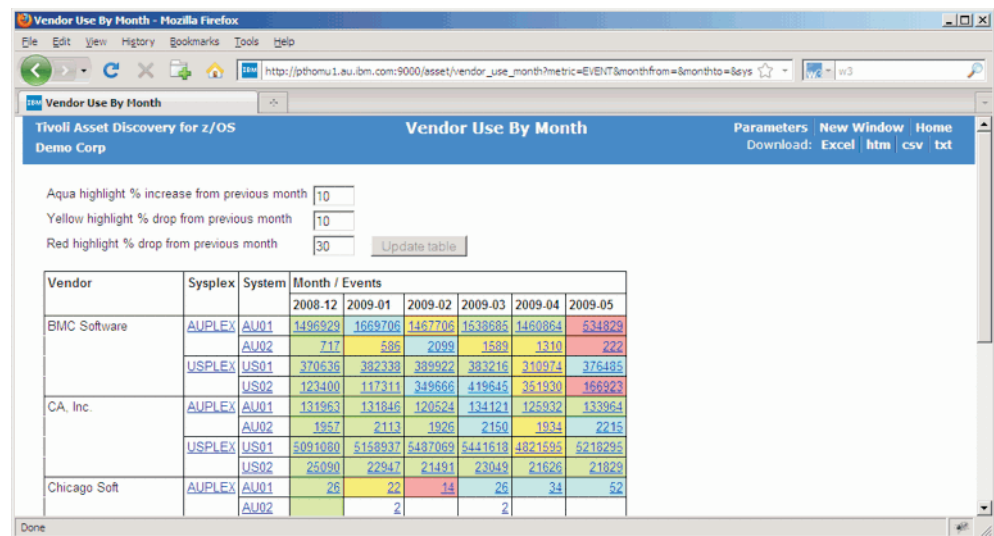 Vendor Use By Month - Mozilla Firefox
File Edit View History Bookmarks Tools Help
IBM http://pthomu1.au.ibm.com:9000/asset/vendor_use_month?metric=EVENT&monthfrom=&monthto=&sys w3
IBM Vendor Use By Month
Tivoli Asset Discovery for z/OS Vendor Use By Month Parameters New Window Home
Demo Corp Download: Excel htm csv txt
Aqua highlight % increase from previous month 10
Yellow highlight % drop from previous month 10
Red highlight % drop from previous month 30 Update table
Vendor Sysplex System Month / Events
2008-12 2009-01 2009-02 2009-03 2009-04 2009-05
BMC Software AUPLEX AU01 1496929 1669706 1467706 1538685 1460864 534829
AU02 717 586 2099 1589 1310 222
USPLEX US01 370636 382338 389922 383216 310974 376485
US02 123400 117311 349666 419645 351930 166923
CA, Inc. AUPLEX AU01 131963 131846 120524 134121 125932 133964
AU02 1957 2113 1926 2150 1934 2215
USPLEX US01 5091080 5158937 5487069 5441618 4821595 5218295
US02 25090 22947 21491 23049 21626 21829
Chicago Soft AUPLEX AU01 26 22 14 26 34 52
AU02 2 2
Done